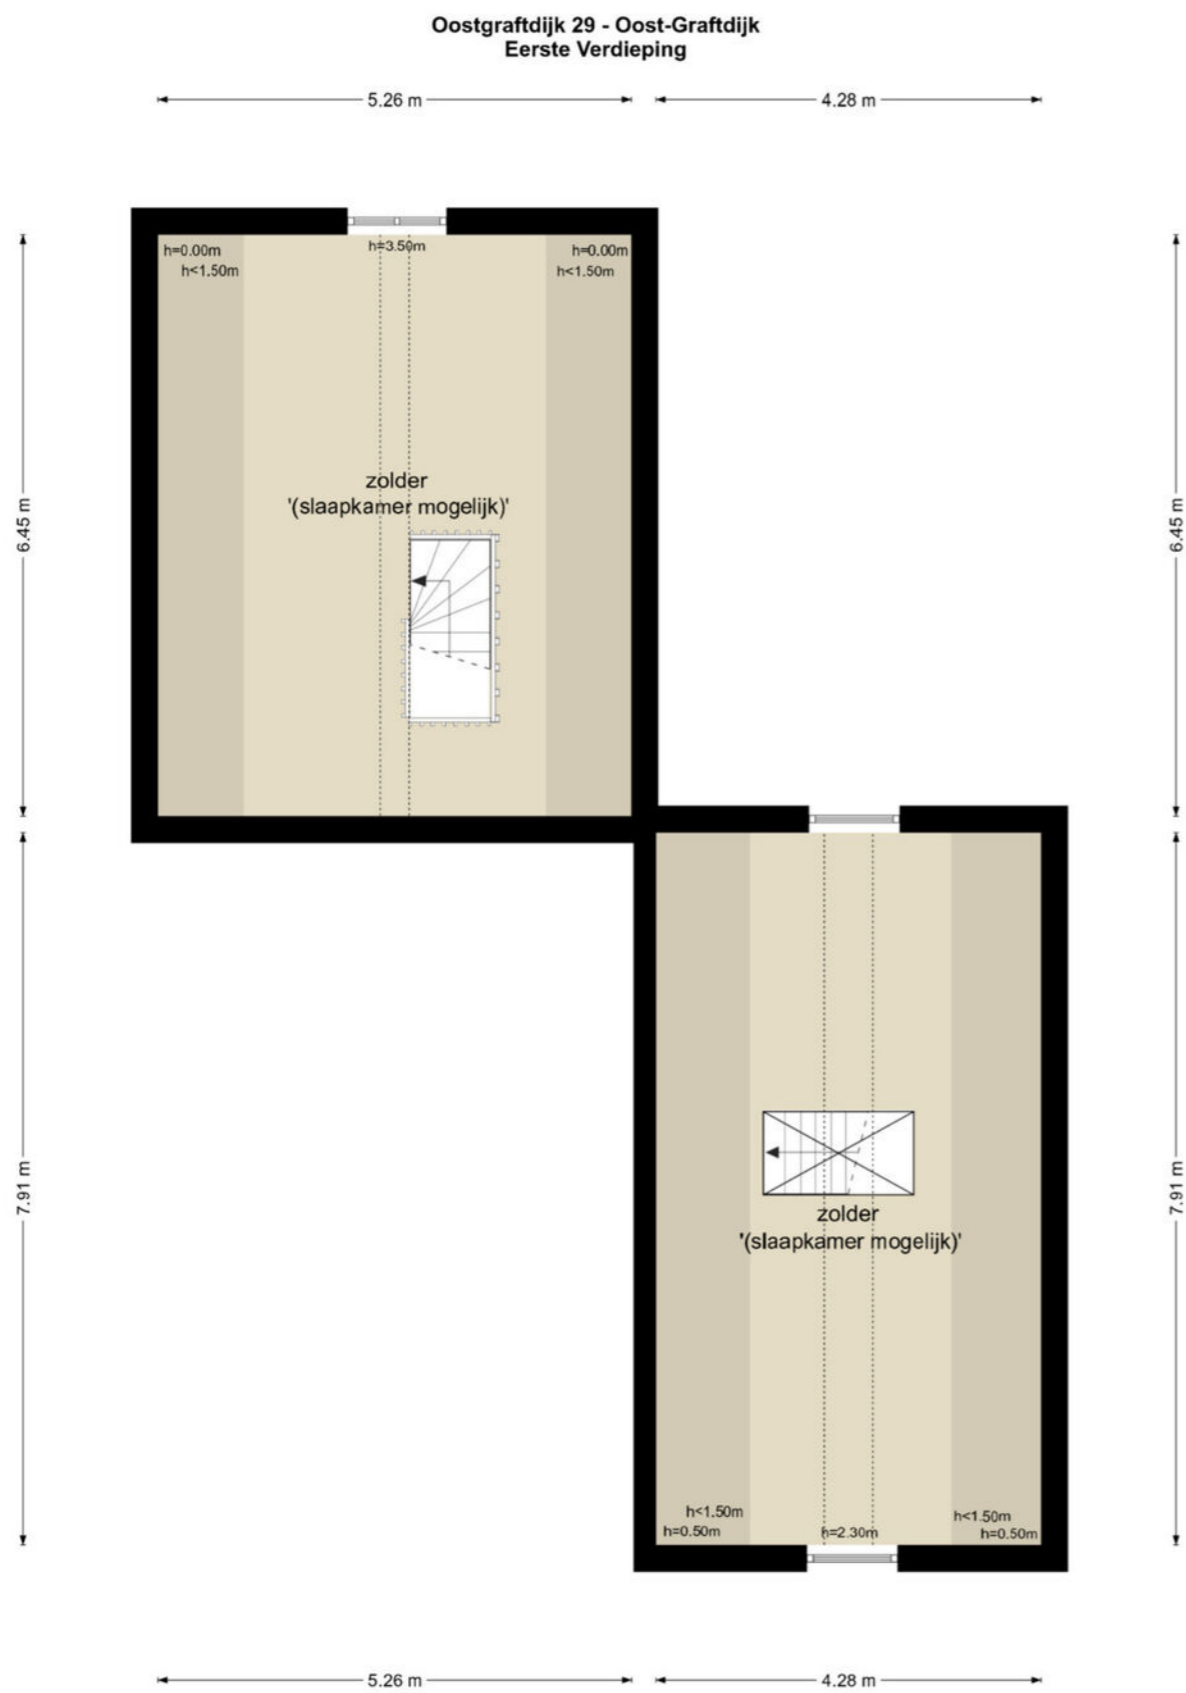 Oostgraftdijk 29 - Oost-Graftdijk
Eerste Verdieping
5.26 m
4.28 m
h=0.00m
h=3.50m
h=0.00m
h<1.50m
h<1.50m
6.45 m
6.45 m
zolder
'(slaapkamer mogelijk)'
7.91 m
7.91 m
zolder
'(slaapkamer mogelijk)'
h<1.50m
h<1.50m
h=0.50m
h=2.30m
h=0.50m
5.26 m
4.28 m